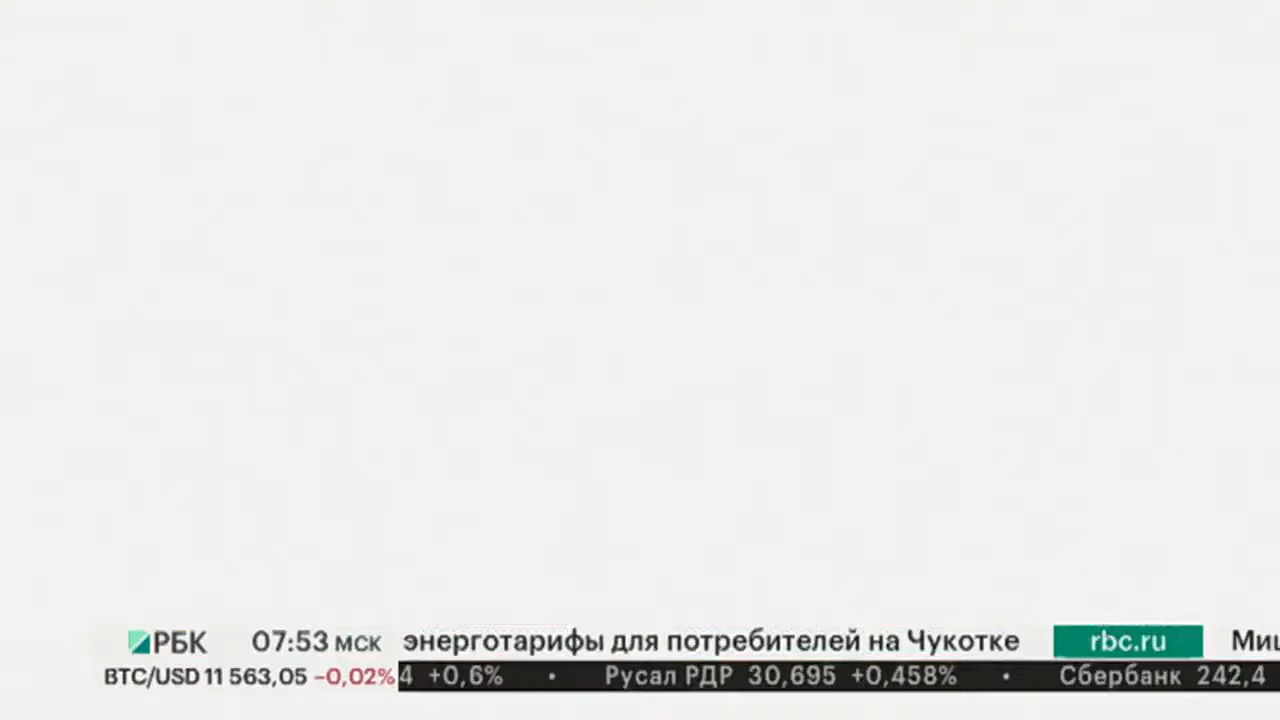 РБК 07:53 мск энерготарифы для потребителей на Чукотке rbc.ru
BTC/USD 11 563,05 −0,02% 4 +0,6% • Русал РДР 30,695 +0,458% • Сбербанк 242,4